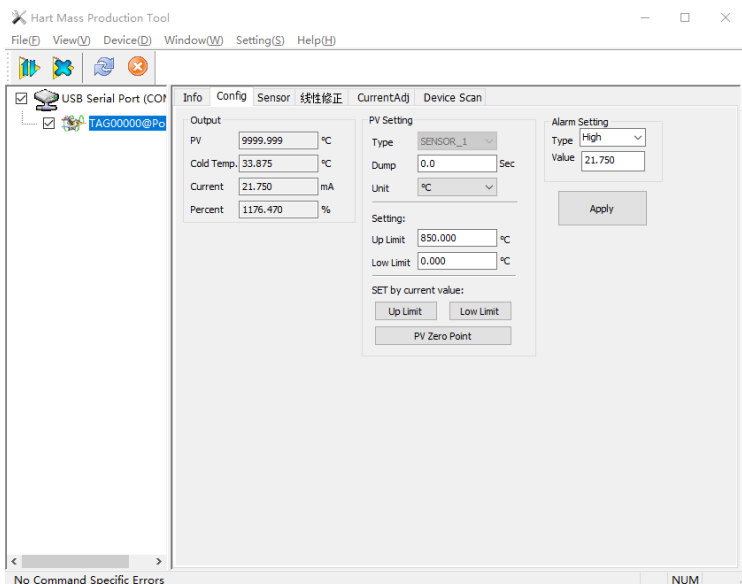 Hart Mass Production Tool
File(F) View(V) Device(D) Window(W) Setting(S) Help(H)
USB Serial Port (COM
TAG00000@Po
Info Config Sensor 线性修正 CurrentAdj Device Scan
Output
PV 9999.999 ℃
Cold Temp. 33.875 ℃
Current 21.750 mA
Percent 1176.470 %
PV Setting
Type SENSOR_1
Dump 0.0 Sec
Unit ℃
Setting:
Up Limit 850.000 ℃
Low Limit 0.000 ℃
SET by current value:
Up Limit Low Limit
PV Zero Point
Alarm Setting
Type High
Value 21.750
Apply
No Command Specific Errors NUM